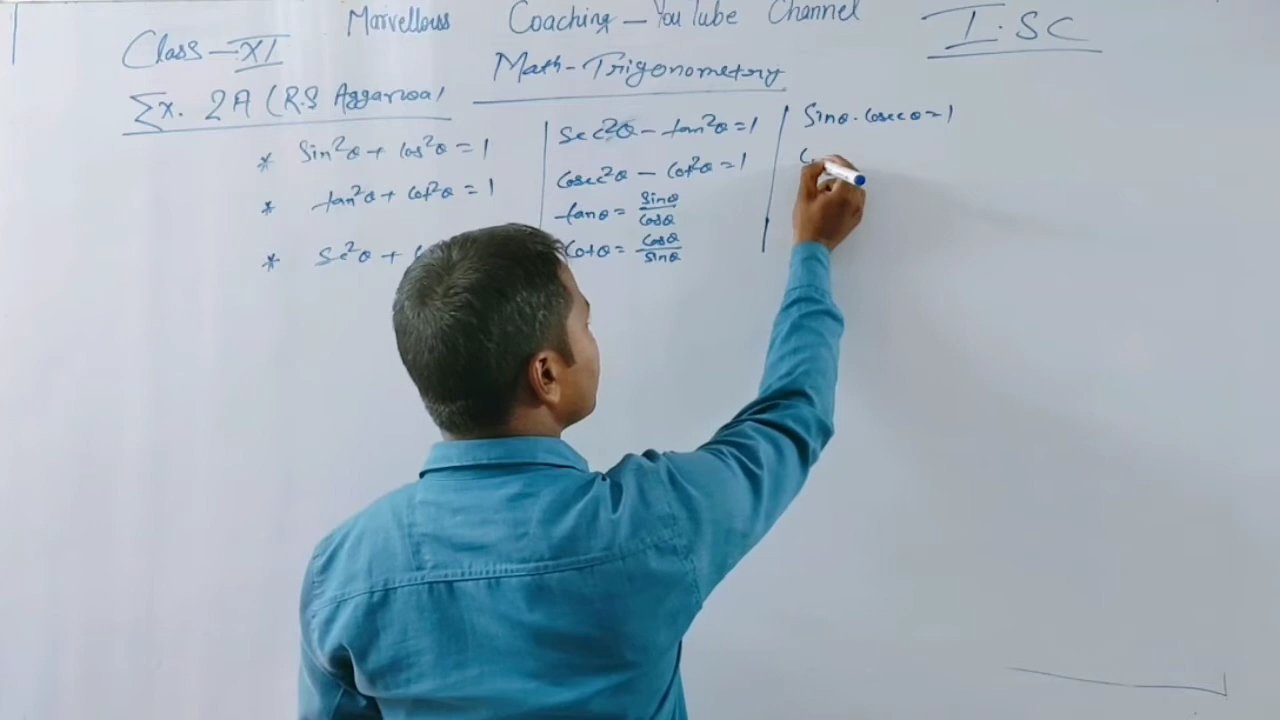 Marvellous Coaching - YouTube Channel
I.SC
Class - XI
Math - Trigonometry
Ex. 2A (R.S Aggarwal
* Sin²θ + Cos²θ = 1
* tan²θ + Cot²θ = 1
* Sec²θ +
Sec²θ - tan²θ = 1
Cosec²θ - Cot²θ = 1
tanθ = Sinθ/Cosθ
Cotθ = Cosθ/Sinθ
Sinθ · Cosecθ = 1
C